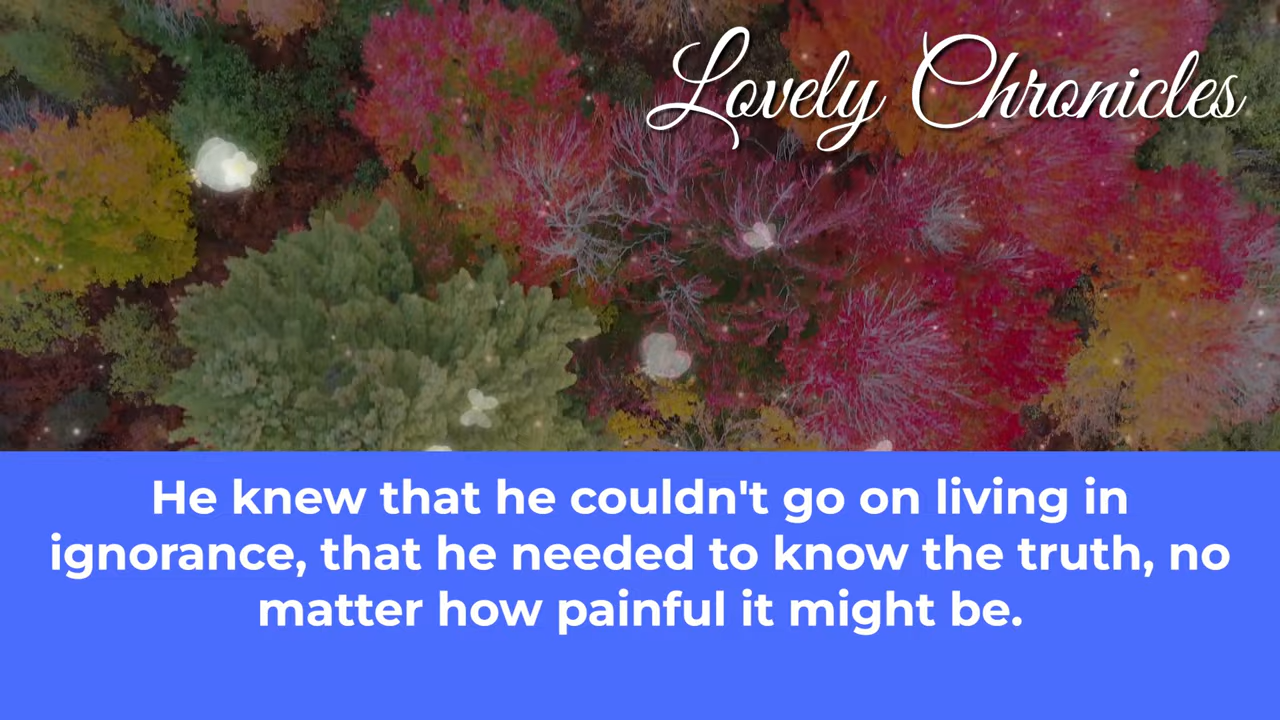 Lovely Chronicles
He knew that he couldn't go on living in
ignorance, that he needed to know the truth, no
matter how painful it might be.